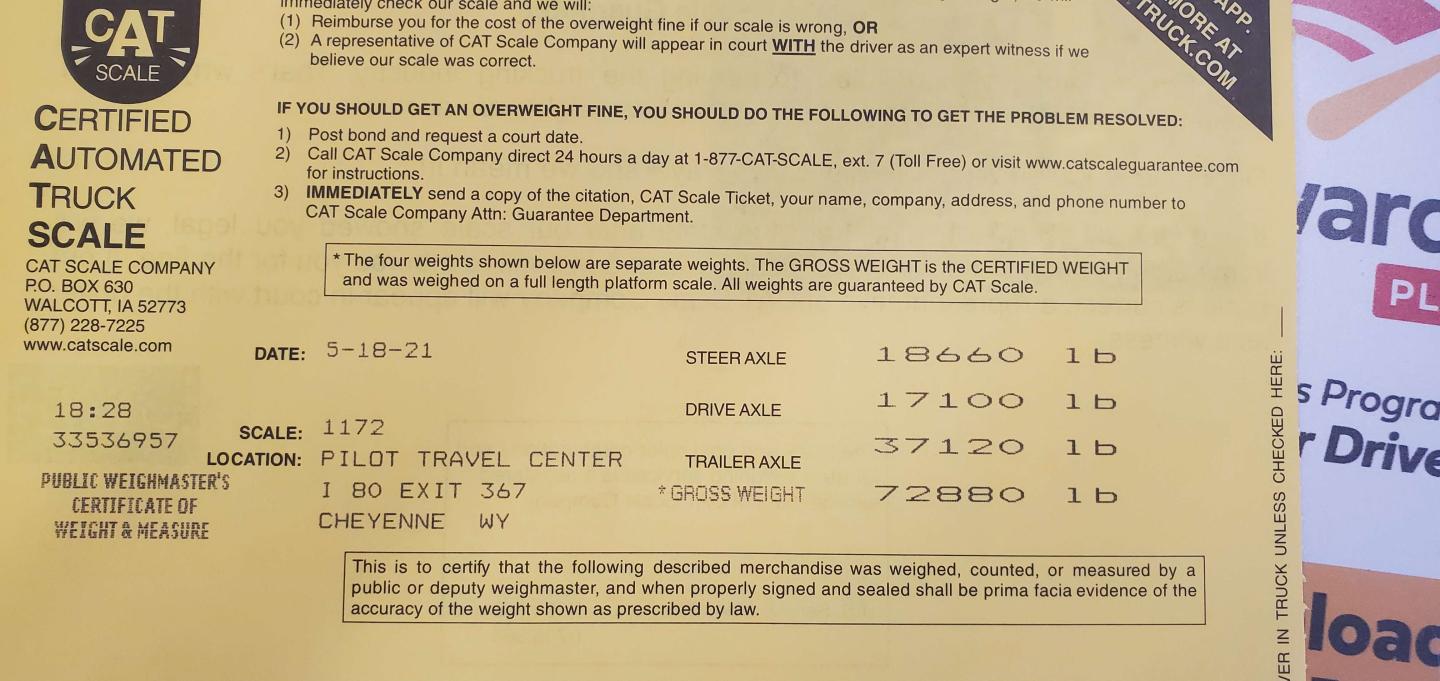 CAT
SCALE
CERTIFIED
AUTOMATED
TRUCK
SCALE
CAT SCALE COMPANY
P.O. BOX 630
WALCOTT, IA 52773
(877) 228-7225
www.catscale.com
18:28
33536957
PUBLIC WEIGHMASTER'S
CERTIFICATE OF
WEIGHT & MEASURE
immediately check our scale and we will:
(1) Reimburse you for the cost of the overweight fine if our scale is wrong, OR
(2) A representative of CAT Scale Company will appear in court WITH the driver as an expert witness if we
believe our scale was correct.
IF YOU SHOULD GET AN OVERWEIGHT FINE, YOU SHOULD DO THE FOLLOWING TO GET THE PROBLEM RESOLVED:
1) Post bond and request a court date.
2) Call CAT Scale Company direct 24 hours a day at 1-877-CAT-SCALE, ext. 7 (Toll Free) or visit www.catscaleguarantee.com
for instructions.
3) IMMEDIATELY send a copy of the citation, CAT Scale Ticket, your name, company, address, and phone number to
CAT Scale Company Attn: Guarantee Department.
* The four weights shown below are separate weights. The GROSS WEIGHT is the CERTIFIED WEIGHT
and was weighed on a full length platform scale. All weights are guaranteed by CAT Scale.
DATE: 5-18-21
SCALE: 1172
LOCATION: PILOT TRAVEL CENTER
I 80 EXIT 367
CHEYENNE WY
STEER AXLE 18660 lb
DRIVE AXLE 17100 lb
TRAILER AXLE 37120 lb
* GROSS WEIGHT 72880 lb
This is to certify that the following described merchandise was weighed, counted, or measured by a
public or deputy weighmaster, and when properly signed and sealed shall be prima facia evidence of the
accuracy of the weight shown as prescribed by law.
APP.
MORE AT
TRUCK.COM
VER IN TRUCK UNLESS CHECKED HERE:
ward
PL
s Progra
r Drive
load